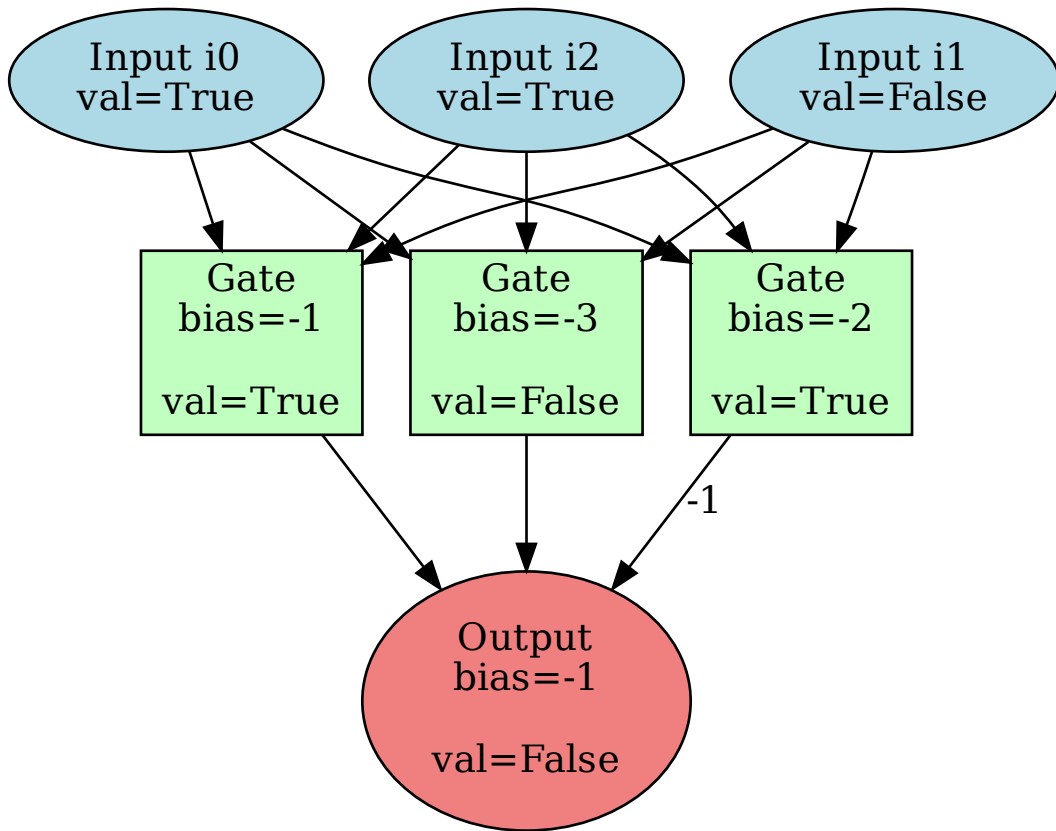 Input i0
val=True
Input i2
val=True
Input i1
val=False
Gate
bias=-1
val=True
Gate
bias=-3
val=False
Gate
bias=-2
val=True
-1
Output
bias=-1
val=False